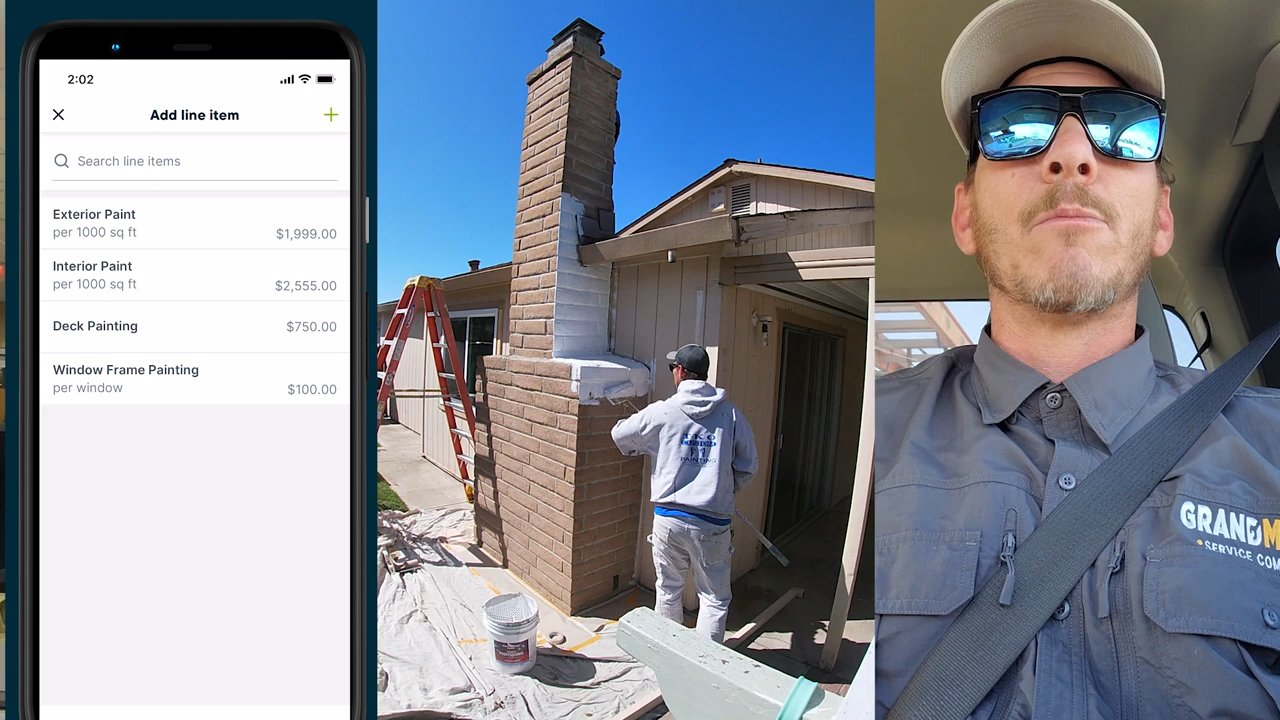 2:02
Add line item
Search line items
Exterior Paint
per 1000 sq ft
$1,999.00
Interior Paint
per 1000 sq ft
$2,555.00
Deck Painting
$750.00
Window Frame Painting
per window
$100.00
PAINTING
GRAND
SERVICE COM